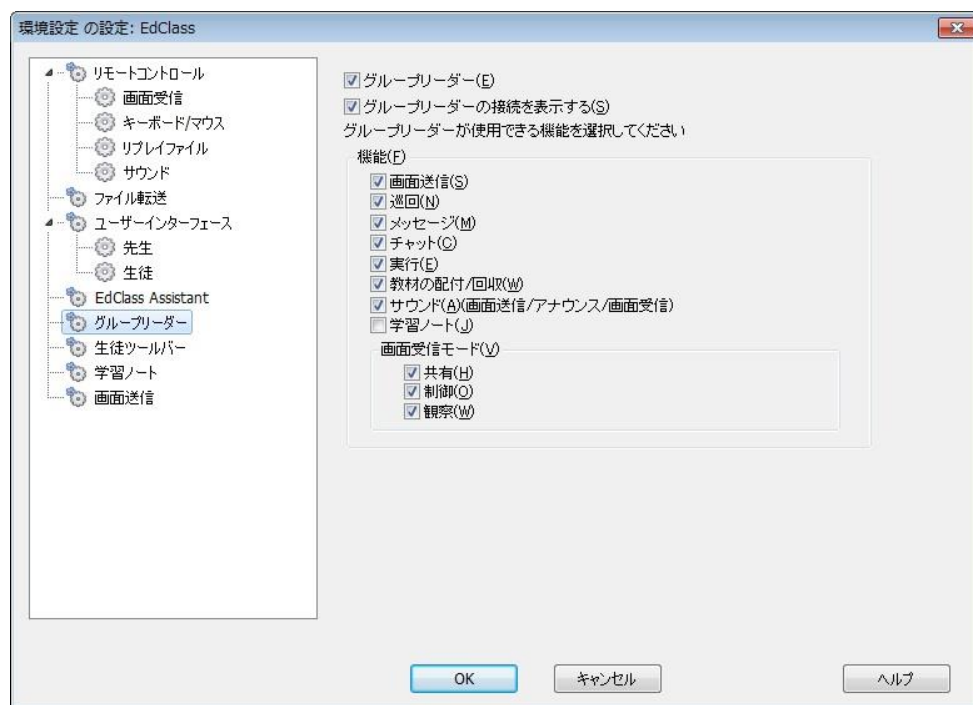 環境設定 の設定: EdClass
リモートコントロール
画面受信
キーボード/マウス
リプレイファイル
サウンド
ファイル転送
ユーザーインターフェース
先生
生徒
EdClass Assistant
グループリーダー
生徒ツールバー
学習ノート
画面送信
グループリーダー(E)
グループリーダーの接続を表示する(S)
グループリーダーが使用できる機能を選択してください
機能(F)
画面送信(S)
巡回(N)
メッセージ(M)
チャット(C)
実行(E)
教材の配付/回収(W)
サウンド(A)(画面送信/アナウンス/画面受信)
学習ノート(J)
画面受信モード(V)
共有(H)
制御(O)
観察(W)
OK
キャンセル
ヘルプ